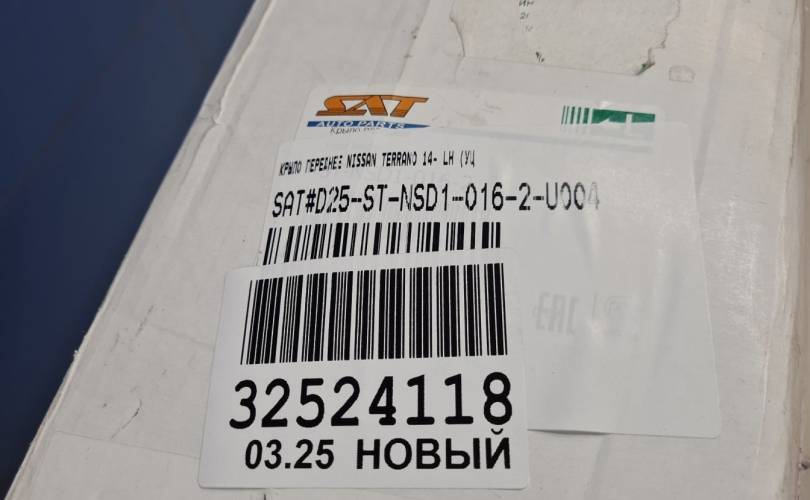 SAT
AUTO PARTS
КРЫЛО ПЕРЕДНЕЕ NISSAN TERRANO 14- LH (УЦ
SAT#D25-ST-NSD1-016-2-U004
32524118
03.25 НОВЫЙ